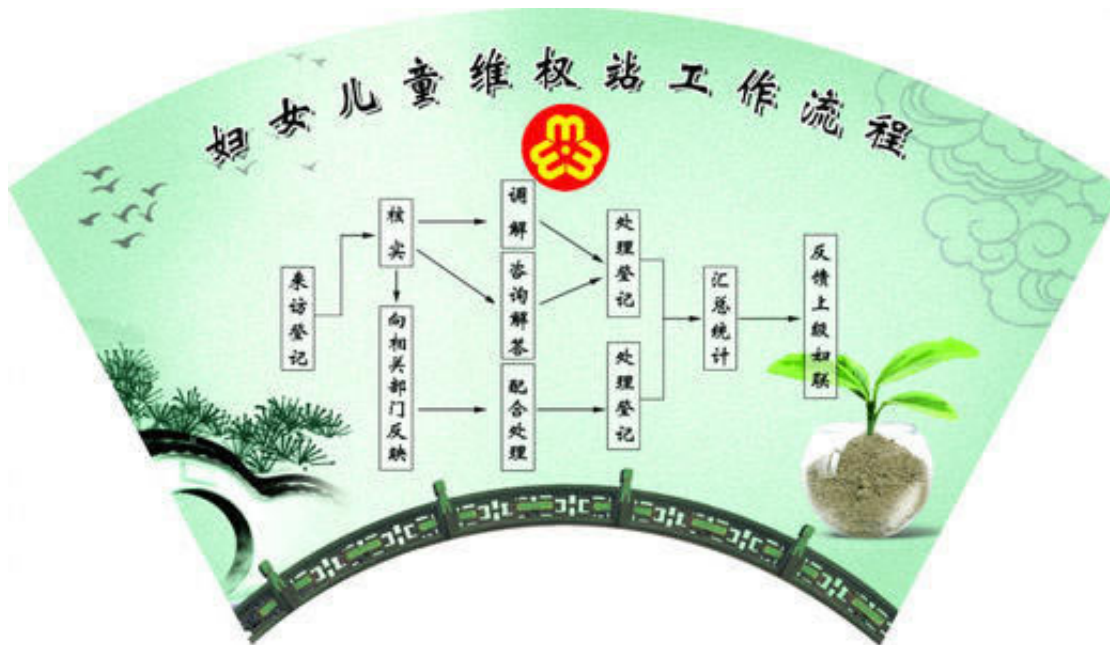 妇女儿童维权站工作流程
来访登记
核实
向相关部门反映
调解
咨询解答
配合处理
处理登记
处理登记
汇总统计
反馈上级妇联